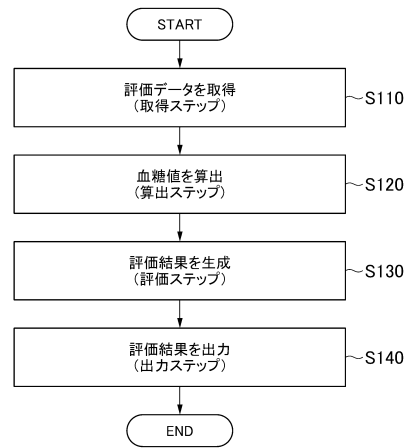 START
評価データを取得
(取得ステップ)
S110
血糖値を算出
(算出ステップ)
S120
評価結果を生成
(評価ステップ)
S130
評価結果を出力
(出力ステップ)
S140
END